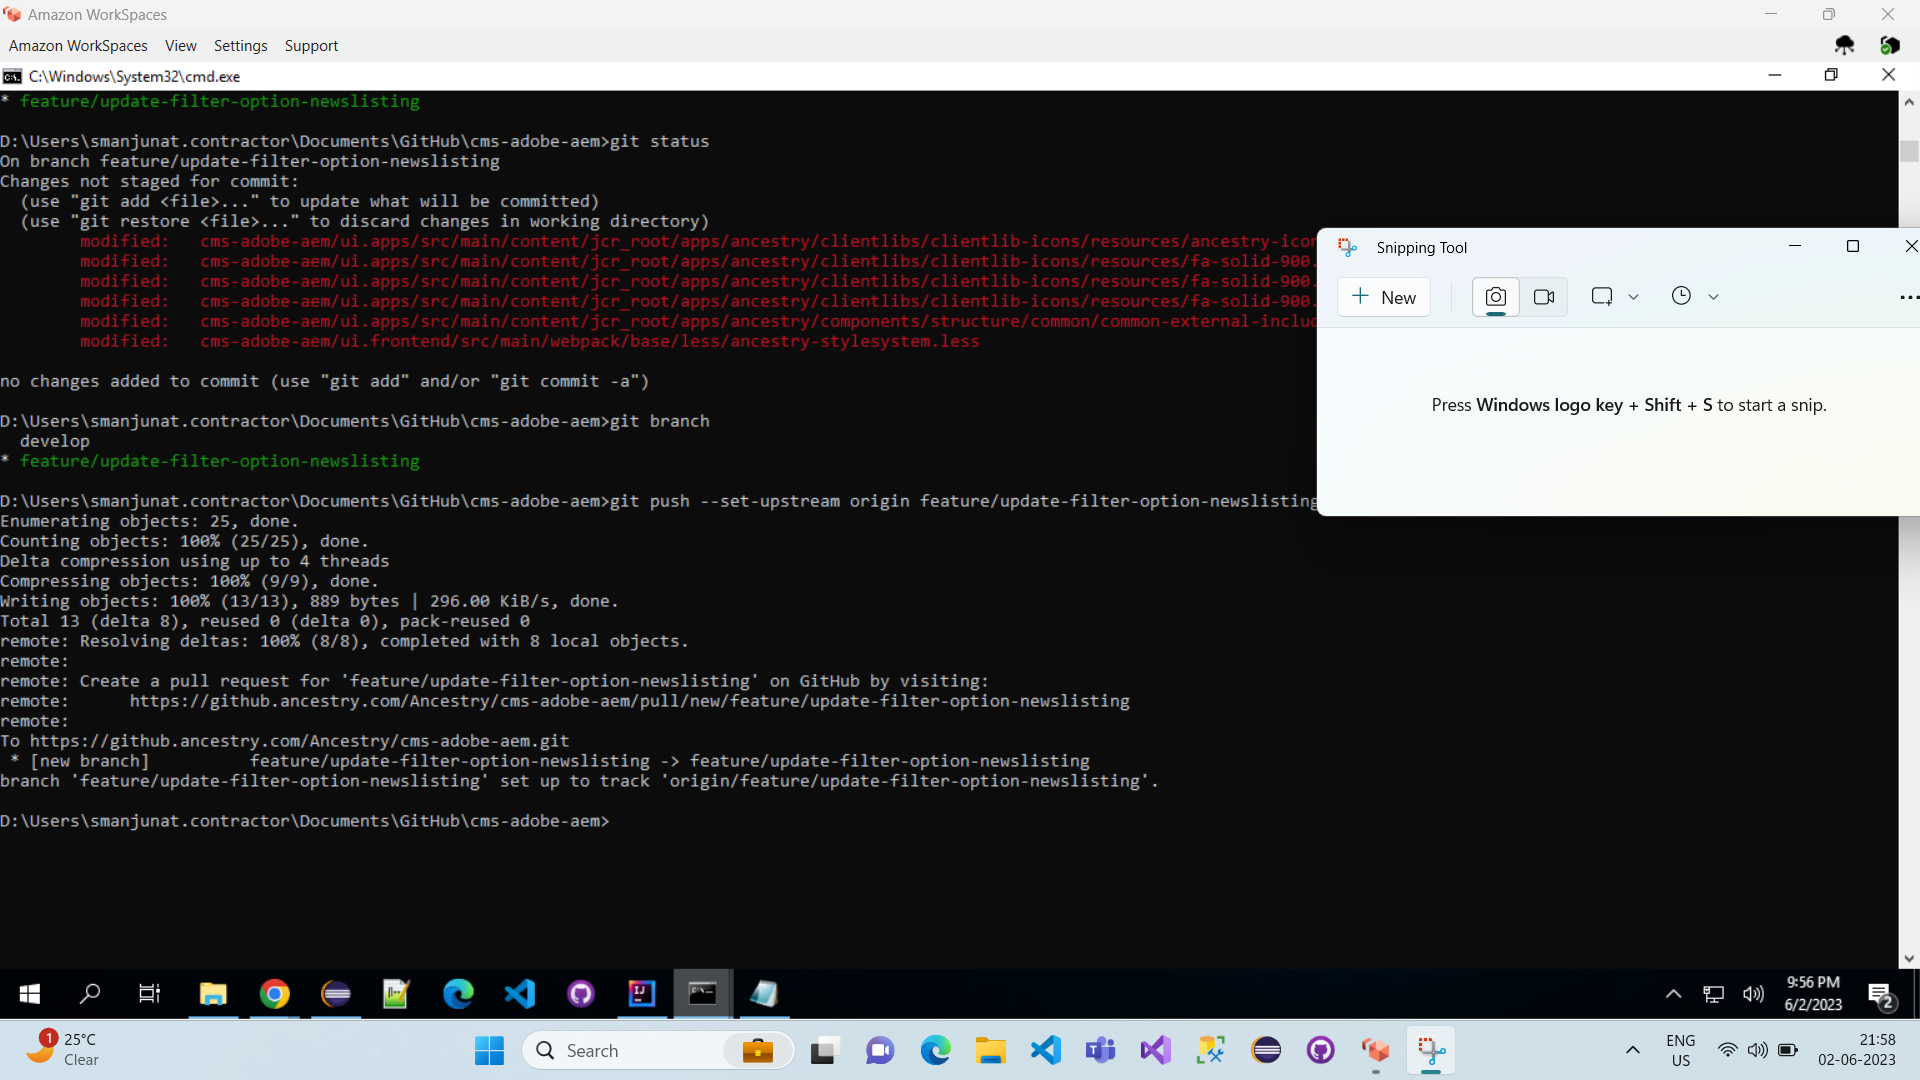 Amazon WorkSpaces
Amazon WorkSpaces View Settings Support
C:\Windows\System32\cmd.exe
* feature/update-filter-option-newslisting
D:\Users\smanjunat.contractor\Documents\GitHub\cms-adobe-aem>git status
On branch feature/update-filter-option-newslisting
Changes not staged for commit:
(use "git add <file>..." to update what will be committed)
(use "git restore <file>..." to discard changes in working directory)
modified: cms-adobe-aem/ui.apps/src/main/content/jcr_root/apps/ancestry/clientlibs/clientlib-icons/resources/ancestry-icon
modified: cms-adobe-aem/ui.apps/src/main/content/jcr_root/apps/ancestry/clientlibs/clientlib-icons/resources/fa-solid-900.
modified: cms-adobe-aem/ui.apps/src/main/content/jcr_root/apps/ancestry/clientlibs/clientlib-icons/resources/fa-solid-900.
modified: cms-adobe-aem/ui.apps/src/main/content/jcr_root/apps/ancestry/clientlibs/clientlib-icons/resources/fa-solid-900.
modified: cms-adobe-aem/ui.apps/src/main/content/jcr_root/apps/ancestry/components/structure/common/common-external-includ
modified: cms-adobe-aem/ui.frontend/src/main/webpack/base/less/ancestry-stylesystem.less
no changes added to commit (use "git add" and/or "git commit -a")
D:\Users\smanjunat.contractor\Documents\GitHub\cms-adobe-aem>git branch
develop
* feature/update-filter-option-newslisting
D:\Users\smanjunat.contractor\Documents\GitHub\cms-adobe-aem>git push --set-upstream origin feature/update-filter-option-newslisting
Enumerating objects: 25, done.
Counting objects: 100% (25/25), done.
Delta compression using up to 4 threads
Compressing objects: 100% (9/9), done.
Writing objects: 100% (13/13), 889 bytes | 296.00 KiB/s, done.
Total 13 (delta 8), reused 0 (delta 0), pack-reused 0
remote: Resolving deltas: 100% (8/8), completed with 8 local objects.
remote:
remote: Create a pull request for 'feature/update-filter-option-newslisting' on GitHub by visiting:
remote: https://github.ancestry.com/Ancestry/cms-adobe-aem/pull/new/feature/update-filter-option-newslisting
remote:
To https://github.ancestry.com/Ancestry/cms-adobe-aem.git
* [new branch] feature/update-filter-option-newslisting -> feature/update-filter-option-newslisting
branch 'feature/update-filter-option-newslisting' set up to track 'origin/feature/update-filter-option-newslisting'.
D:\Users\smanjunat.contractor\Documents\GitHub\cms-adobe-aem>
Snipping Tool
New
Press Windows logo key + Shift + S to start a snip.
9:56 PM
6/2/2023
2
1
25°C
Clear
Search
ENG
US
21:58
02-06-2023